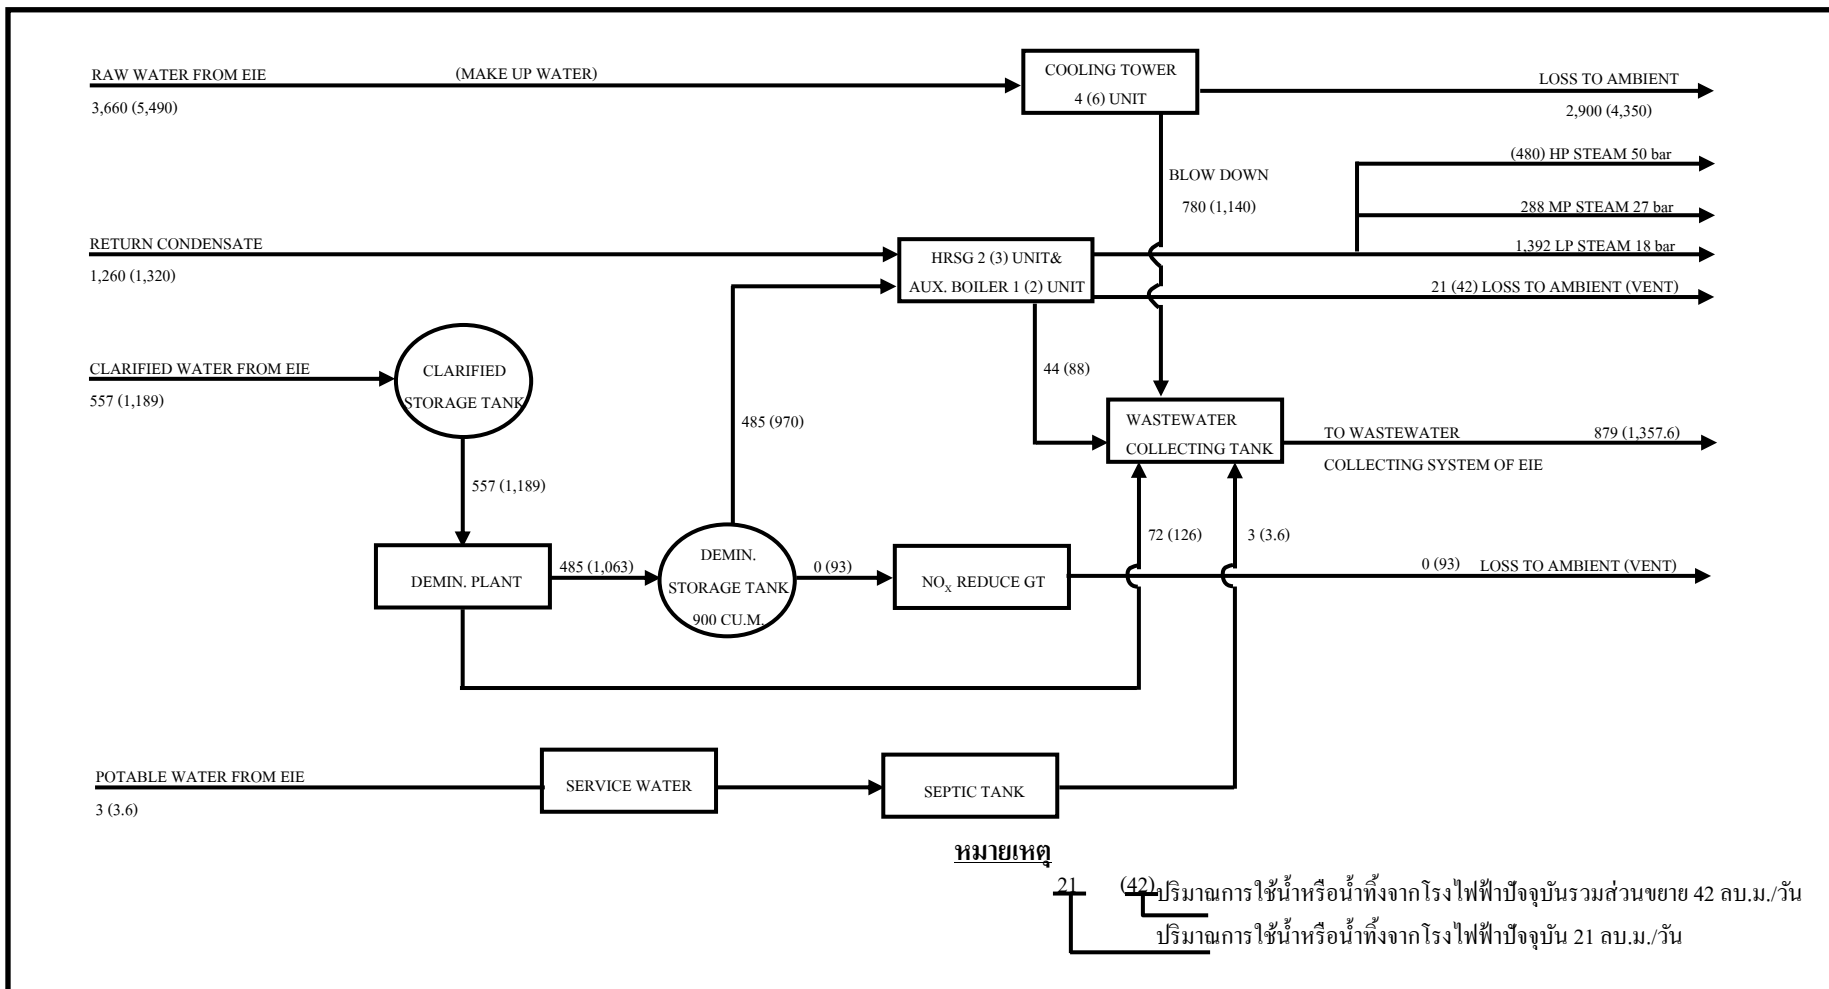 RAW WATER FROM EIE
(MAKE UP WATER)
3,660 (5,490)
COOLING TOWER
4 (6) UNIT
LOSS TO AMBIENT
2,900 (4,350)
(480) HP STEAM 50 bar
BLOW DOWN
780 (1,140)
288 MP STEAM 27 bar
RETURN CONDENSATE
1,260 (1,320)
HRSG 2 (3) UNIT&
AUX. BOILER 1 (2) UNIT
1,392 LP STEAM 18 bar
21 (42) LOSS TO AMBIENT (VENT)
CLARIFIED WATER FROM EIE
557 (1,189)
CLARIFIED
STORAGE TANK
44 (88)
485 (970)
WASTEWATER
COLLECTING TANK
TO WASTEWATER
879 (1,357.6)
COLLECTING SYSTEM OF EIE
557 (1,189)
72 (126)
3 (3.6)
DEMIN. PLANT
485 (1,063)
DEMIN.
STORAGE TANK
900 CU.M.
0 (93)
NOX REDUCE GT
0 (93)
LOSS TO AMBIENT (VENT)
POTABLE WATER FROM EIE
3 (3.6)
SERVICE WATER
SEPTIC TANK
หมายเหตุ
21 (42) ปริมาณการใช้น้ำหรือน้ำทิ้งจากโรงไฟฟ้าปัจจุบันรวมส่วนขยาย 42 ลบ.ม./วัน
ปริมาณการใช้น้ำหรือน้ำทิ้งจากโรงไฟฟ้าปัจจุบัน 21 ลบ.ม./วัน